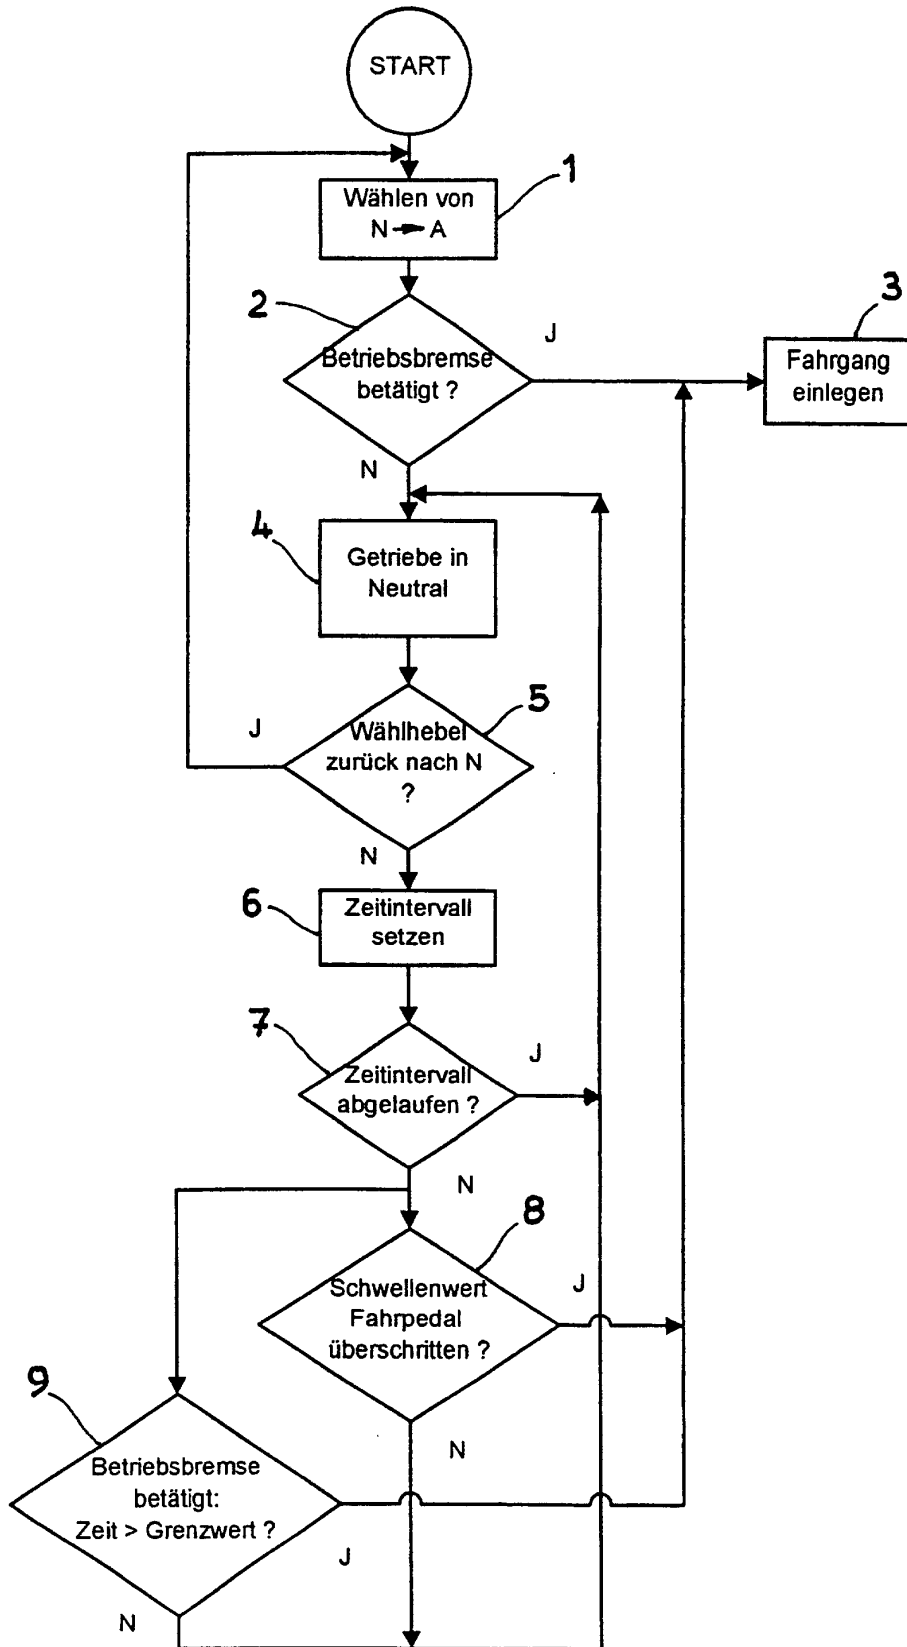 START
1
Wählen von
N → A
2
Betriebsbremse
betätigt ?
J
3
Fahrgang
einlegen
N
4
Getriebe in
Neutral
5
J
Wählhebel
zurück nach N
?
N
6
Zeitintervall
setzen
7
J
Zeitintervall
abgelaufen ?
N
8
J
Schwellenwert
Fahrpedal
überschritten ?
9
N
Betriebsbremse
betätigt:
Zeit > Grenzwert ?
J
N